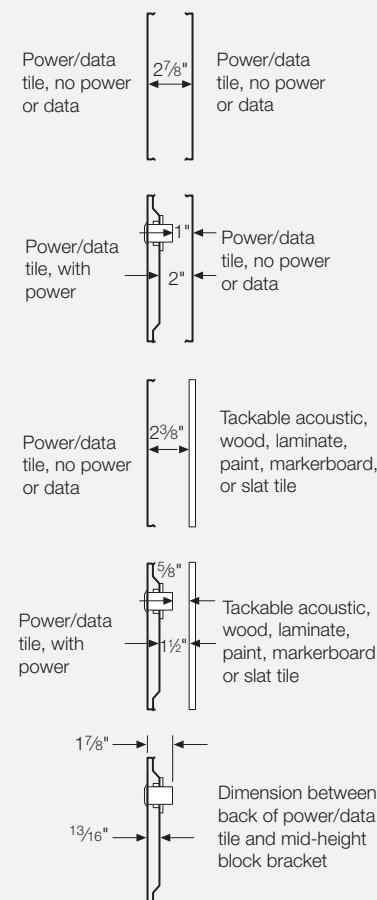 Power/data
tile, no power
or data
2⅞"
Power/data
tile, no power
or data
Power/data
tile, with
power
1"
2"
Power/data
tile, no power
or data
Power/data
tile, no power
or data
2⅜"
Tackable acoustic,
wood, laminate,
paint, markerboard,
or slat tile
Power/data
tile, with
power
⅝"
1½"
Tackable acoustic,
wood, laminate,
paint, markerboard
or slat tile
1⅞"
13/16"
Dimension between
back of power/data
tile and mid-height
block bracket